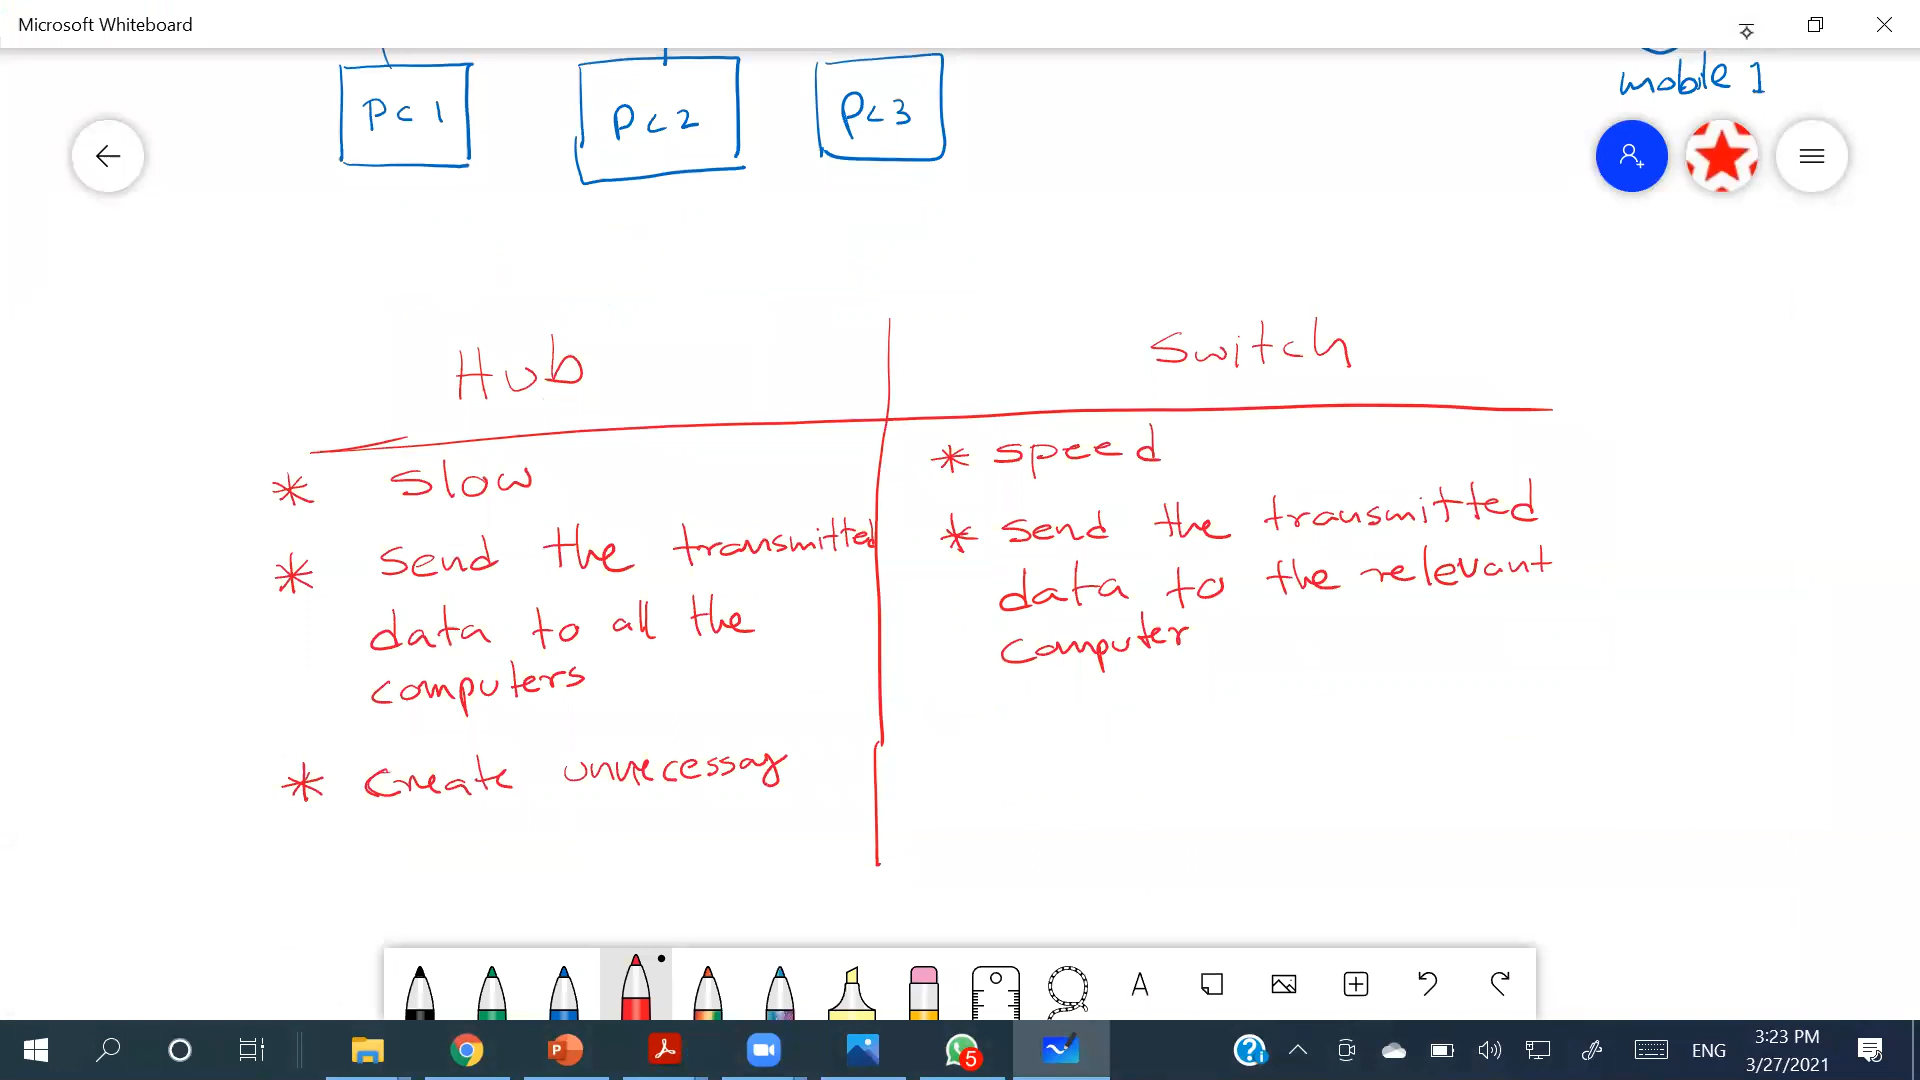 Microsoft Whiteboard
Pc 1
Pc 2
Pc 3
mobile 1
Hub
Switch
* slow
* send the transmitted
data to all the
computers
* create unnecessay
* speed
* send the transmitted
data to the relevant
computer
A
5
ENG
3:23 PM
3/27/2021